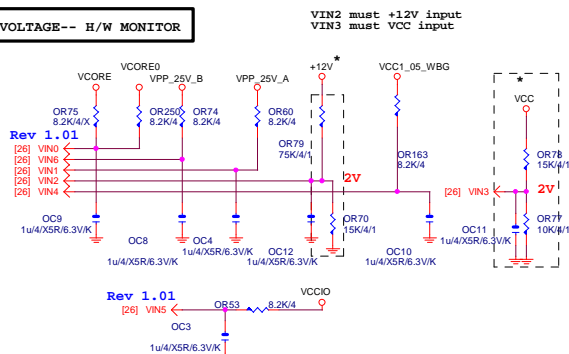 VOLTAGE-- H/W MONITOR
VIN2 must +12V input
VIN3 must VCC input
VCORE
VCORE0
VPP_25V_B
VPP_25V_A
+12V
*
VCC1_05_WBG
*
VCC
OR75
8.2K/4/X
OR250
8.2K/4
OR74
8.2K/4
OR60
8.2K/4
OR79
75K/4/1
OR163
8.2K/4
OR78
15K/4/1
Rev 1.01
[26] VIN0
[26] VIN6
[26] VIN1
[26] VIN2
[26] VIN4
2V
[26] VIN3
2V
OC9
1u/4/X5R/6.3V/K
OC8
1u/4/X5R/6.3V/K
OC4
1u/4/X5R/6.3V/K
OC12
1u/4/X5R/6.3V/K
OR70
15K/4/1
OC10
1u/4/X5R/6.3V/K
OC11
1u/4/X5R/6.3V/K
OR77
10K/4/1
Rev 1.01
[26] VIN5
OR53
8.2K/4
VCCIO
OC3
1u/4/X5R/6.3V/K